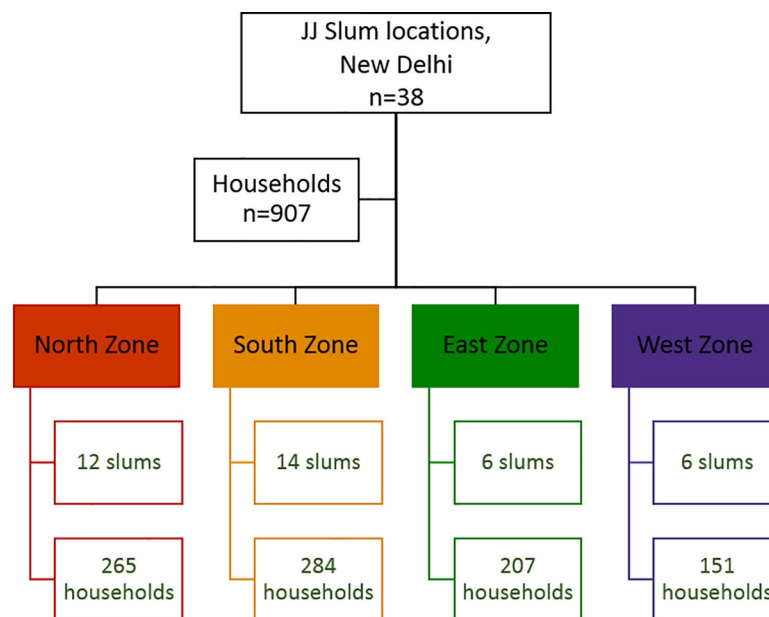 JJ Slum locations,
New Delhi
n=38
Households
n=907
North Zone
South Zone
East Zone
West Zone
12 slums
14 slums
6 slums
6 slums
265
households
284
households
207
households
151
households